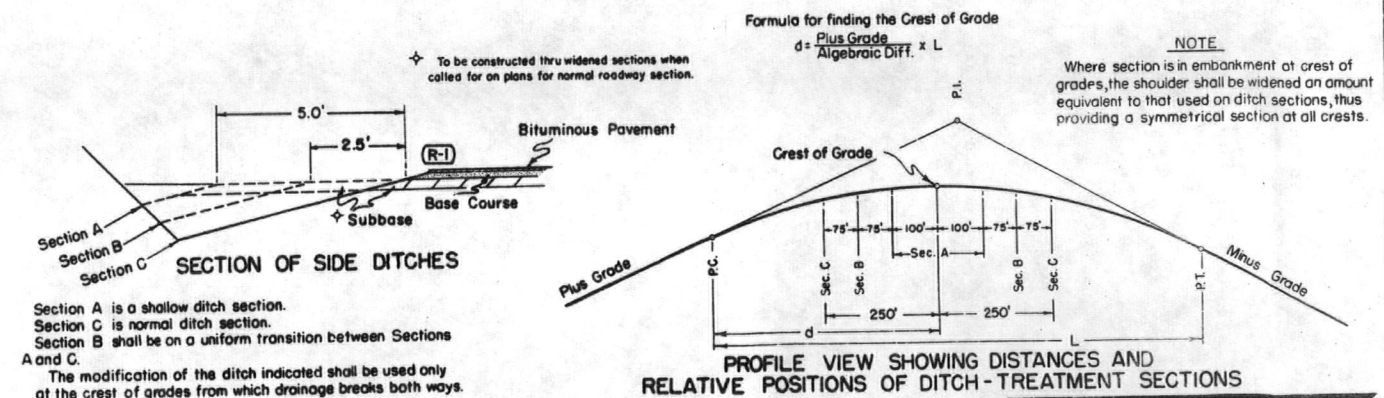 To be constructed thru widened sections when
called for on plans for normal roadway section.
5.0'
2.5'
R-1
Bituminous Pavement
Base Course
Subbase
Section A
Section B
Section C
SECTION OF SIDE DITCHES
Section A is a shallow ditch section.
Section C is normal ditch section.
Section B shall be on a uniform transition between Sections
A and C.
The modification of the ditch indicated shall be used only
at the crest of grades from which drainage breaks both ways.
Formula for finding the Crest of Grade
d = Plus Grade / Algebraic Diff. x L
NOTE
Where section is in embankment at crest of
grades, the shoulder shall be widened an amount
equivalent to that used on ditch sections, thus
providing a symmetrical section at all crests.
P.I.
Crest of Grade
75' 75' 100' 100' 75' 75'
Sec. A
Sec. C
Sec. B
Sec. B
Sec. C
Plus Grade
P.C.
P.T.
Minus Grade
250' 250'
d
L
PROFILE VIEW SHOWING DISTANCES AND
RELATIVE POSITIONS OF DITCH-TREATMENT SECTIONS